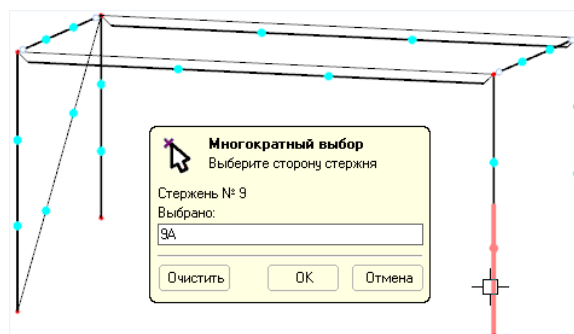 Многократный выбор
Выберите сторону стержня
Стержень № 9
Выбрано:
9A
Очистить
OK
Отмена